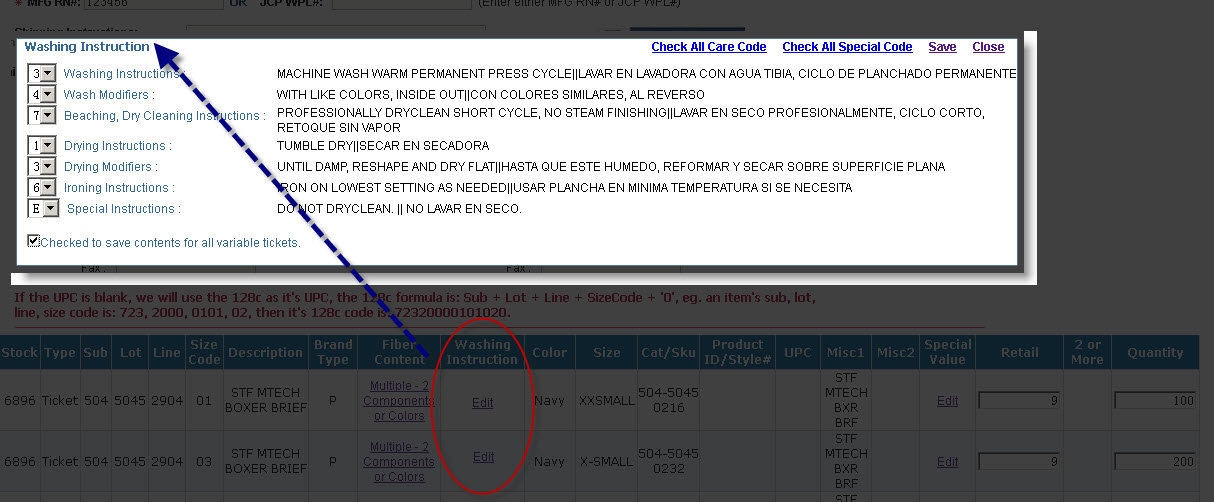 * MFG RN#: 123456 OR JCP WPL#: (Enter either MFG RN# or JCP WPL#)
Washing Instruction Check All Care Code Check All Special Code Save Close
3 Washing Instructions : MACHINE WASH WARM PERMANENT PRESS CYCLE||LAVAR EN LAVADORA CON AGUA TIBIA, CICLO DE PLANCHADO PERMANENTE
4 Wash Modifiers : WITH LIKE COLORS, INSIDE OUT||CON COLORES SIMILARES, AL REVERSO
7 Beaching, Dry Cleaning Instructions : PROFESSIONALLY DRYCLEAN SHORT CYCLE, NO STEAM FINISHING||LAVAR EN SECO PROFESIONALMENTE, CICLO CORTO,
RETOQUE SIN VAPOR
1 Drying Instructions : TUMBLE DRY||SECAR EN SECADORA
3 Drying Modifiers : UNTIL DAMP, RESHAPE AND DRY FLAT||HASTA QUE ESTE HUMEDO, REFORMAR Y SECAR SOBRE SUPERFICIE PLANA
6 Ironing Instructions : IRON ON LOWEST SETTING AS NEEDED||USAR PLANCHA EN MINIMA TEMPERATURA SI SE NECESITA
E Special Instructions : DO NOT DRYCLEAN. || NO LAVAR EN SECO.
Checked to save contents for all variable tickets.
Fax : Fax :
If the UPC is blank, we will use the 128c as it's UPC, the 128c formula is: Sub + Lot + Line + SizeCode + '0', eg. an item's sub, lot,
line, size code is: 723, 2000, 0101, 02, then it's 128c code is: 72320000101020.
Stock Type Sub Lot Line Size Code Description Brand Type Fiber Content Washing Instruction Color Size Cat/Sku Product ID/Style# UPC Misc1 Misc2 Special Value Retail 2 or More Quantity
6896 Ticket 504 5045 2904 01 STF MTECH BOXER BRIEF P Multiple - 2 Components or Colors Edit Navy XXSMALL 504-5045 0216 STF MTECH BXR BRF Edit 9 100
6896 Ticket 504 5045 2904 03 STF MTECH BOXER BRIEF P Multiple - 2 Components or Colors Edit Navy X-SMALL 504-5045 0232 STF MTECH BXR BRF Edit 9 200
STF